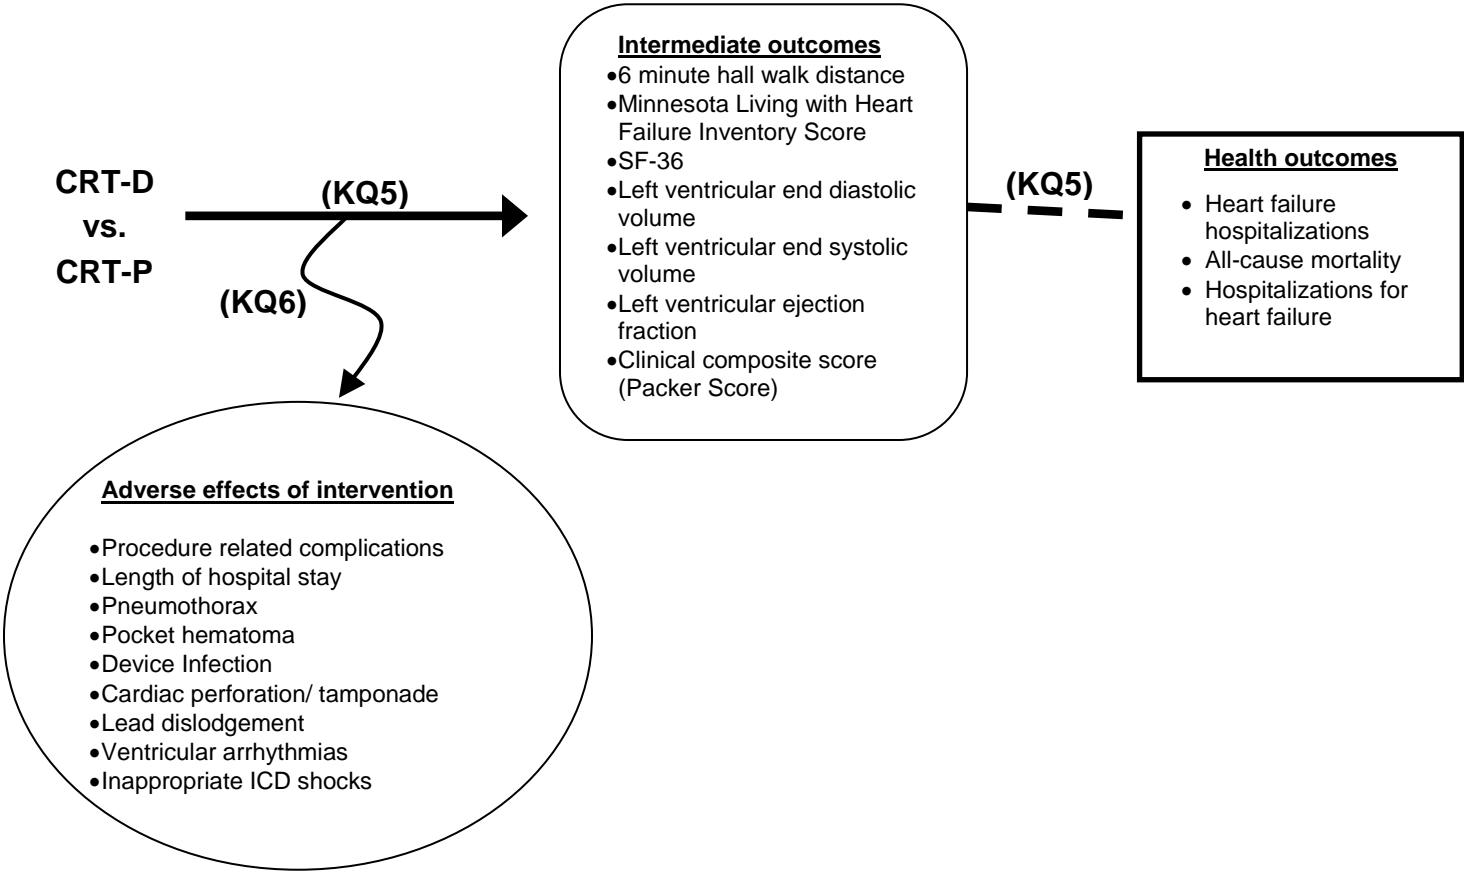 CRT-D
vs.
CRT-P
(KQ5)
(KQ6)
Intermediate outcomes
•6 minute hall walk distance
•Minnesota Living with Heart
Failure Inventory Score
•SF-36
•Left ventricular end diastolic
volume
•Left ventricular end systolic
volume
•Left ventricular ejection
fraction
•Clinical composite score
(Packer Score)
(KQ5)
Health outcomes
• Heart failure
hospitalizations
• All-cause mortality
• Hospitalizations for
heart failure
Adverse effects of intervention
•Procedure related complications
•Length of hospital stay
•Pneumothorax
•Pocket hematoma
•Device Infection
•Cardiac perforation/ tamponade
•Lead dislodgement
•Ventricular arrhythmias
•Inappropriate ICD shocks